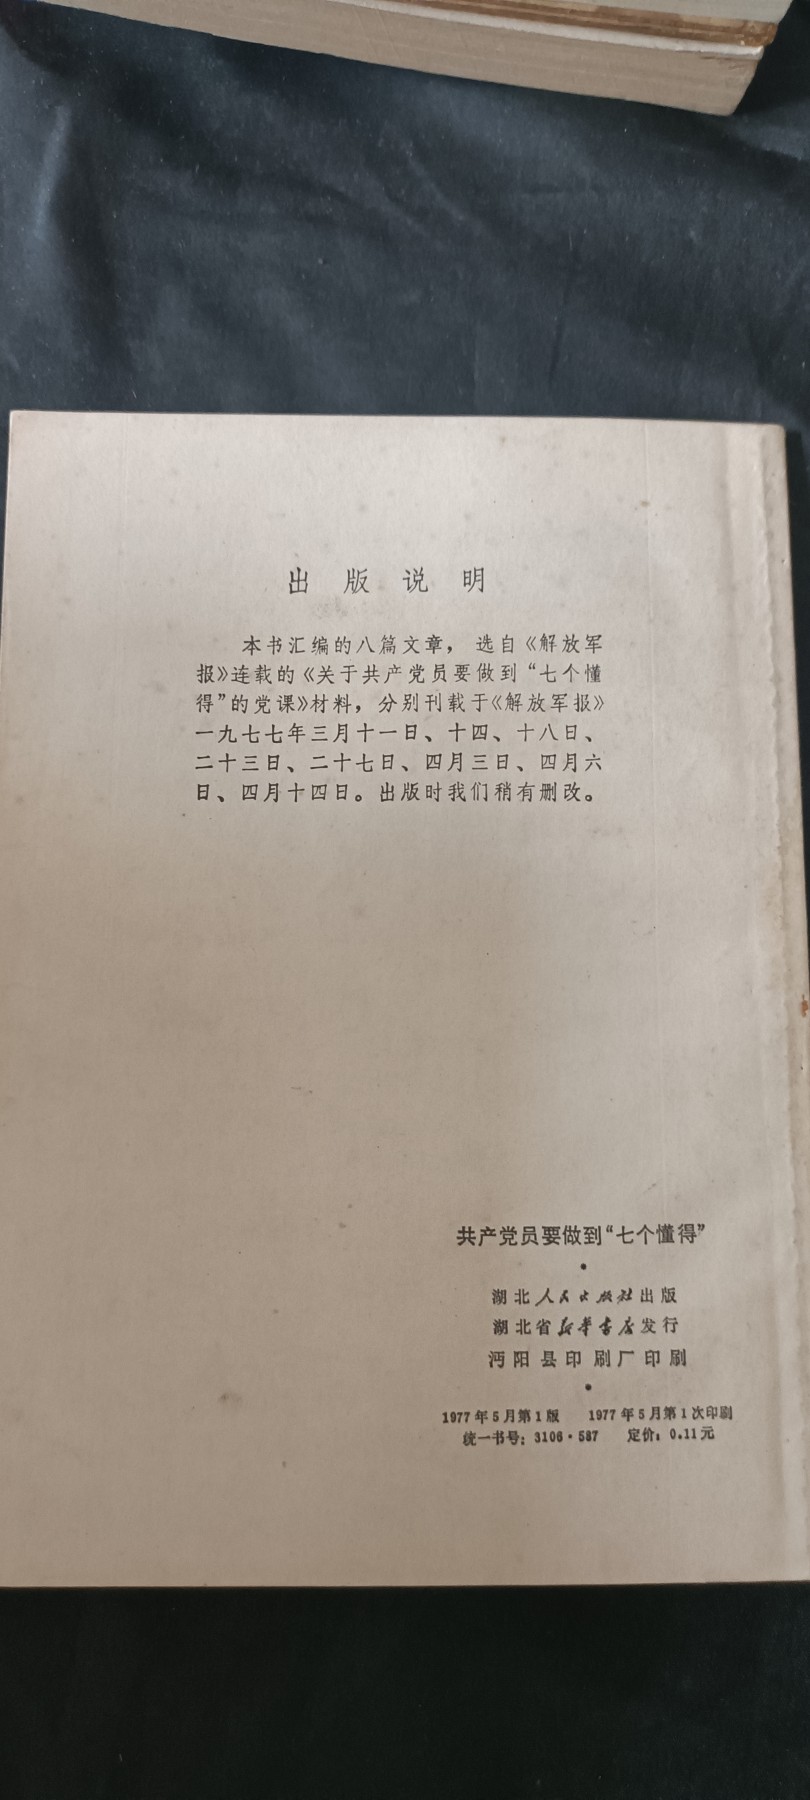 出版说明
本书汇编的八篇文章，选自《解放军
报》连载的《关于共产党员要做到“七个懂
得”的党课》材料，分别刊载于《解放军报》
一九七七年三月十一日、十四、十八日、
二十三日、二十七日、四月三日、四月六
日、四月十四日。出版时我们稍有删改。
共产党员要做到“七个懂得”
·
湖北人民出版社出版
湖北省新华书店发行
沔阳县印刷厂印刷
·
1977年5月第1版 1977年5月第1次印刷
统一书号：3106·587 定价：0.11元